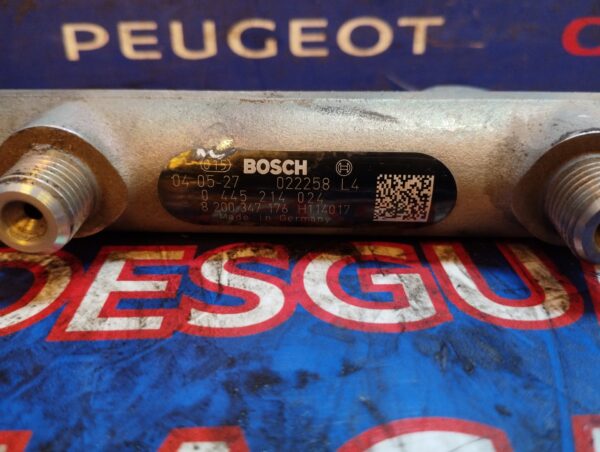 PEUGEOT
BOSCH
04-05-27 022258 L4
0 445 214 024
8 200/347 176 H114017
Made in Germany
DESGU